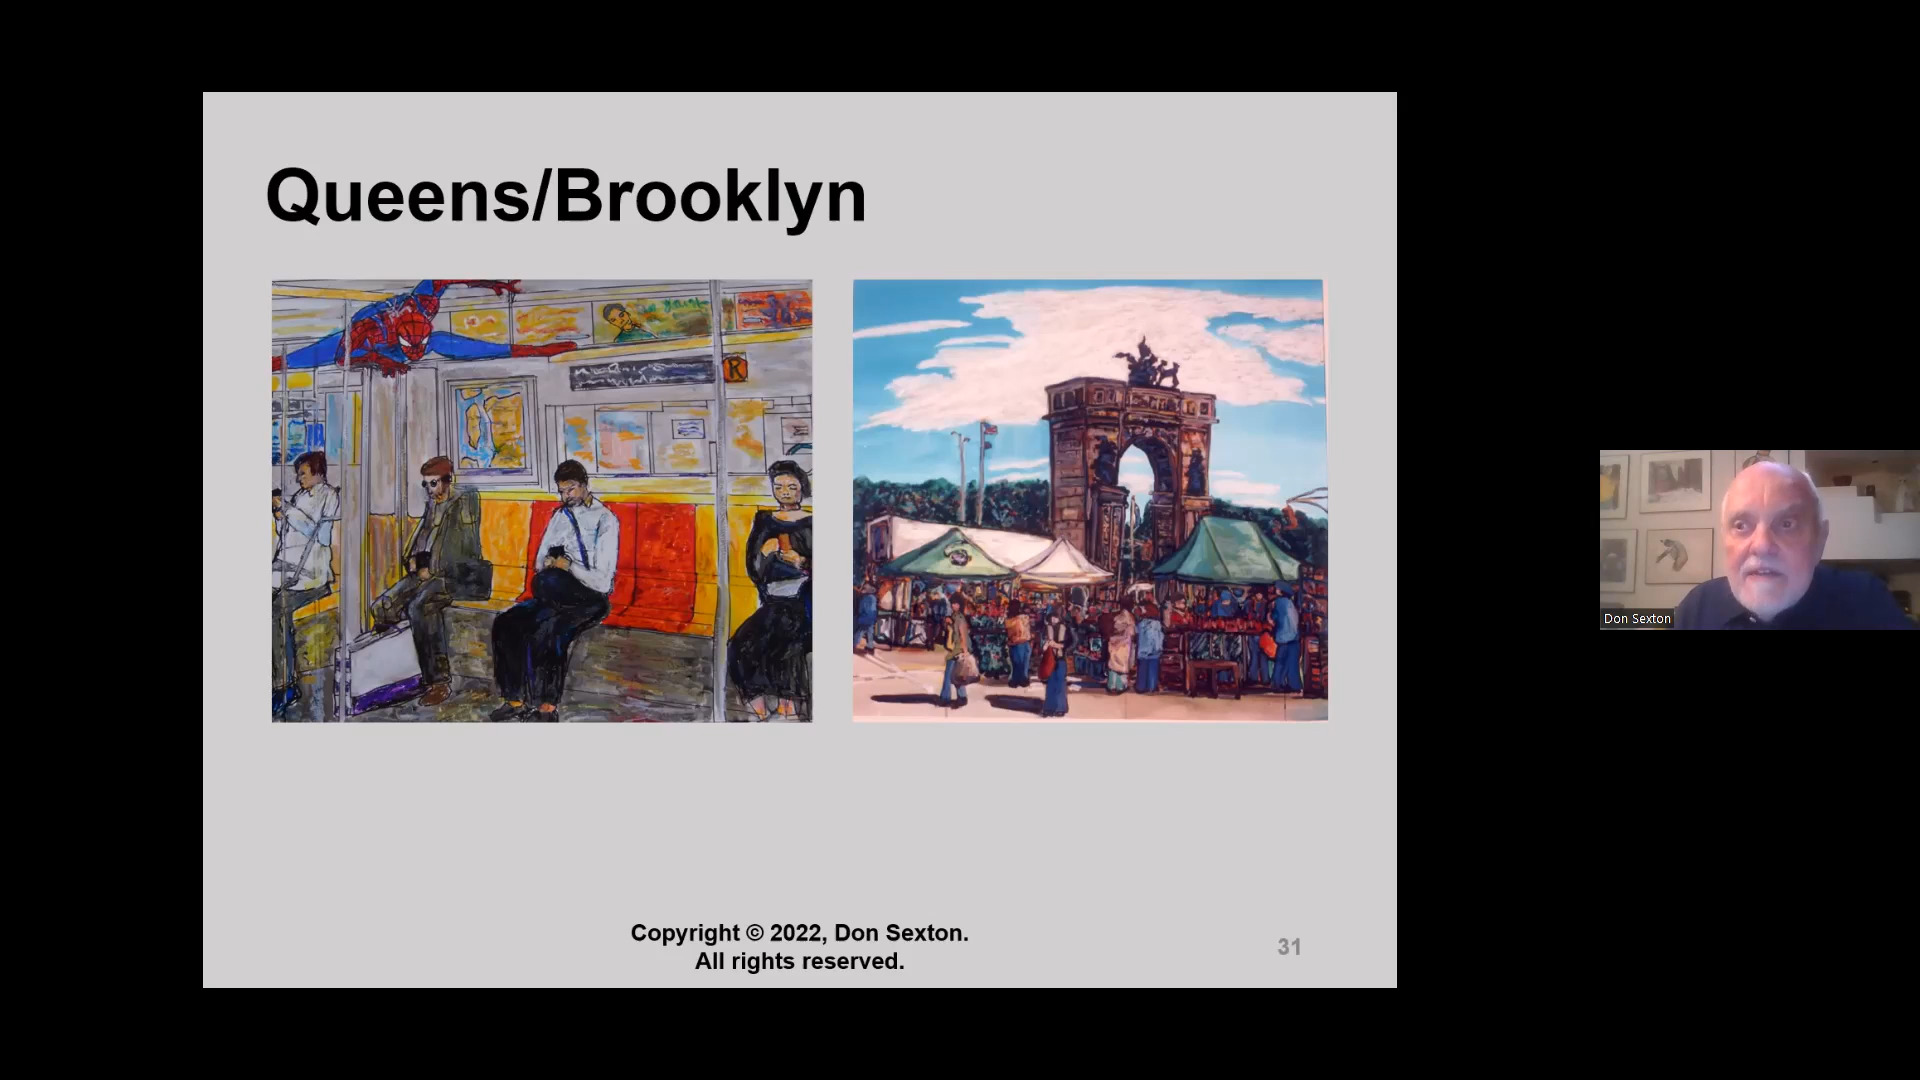 Queens/Brooklyn
R
Copyright © 2022, Don Sexton.
All rights reserved.
31
Don Sexton